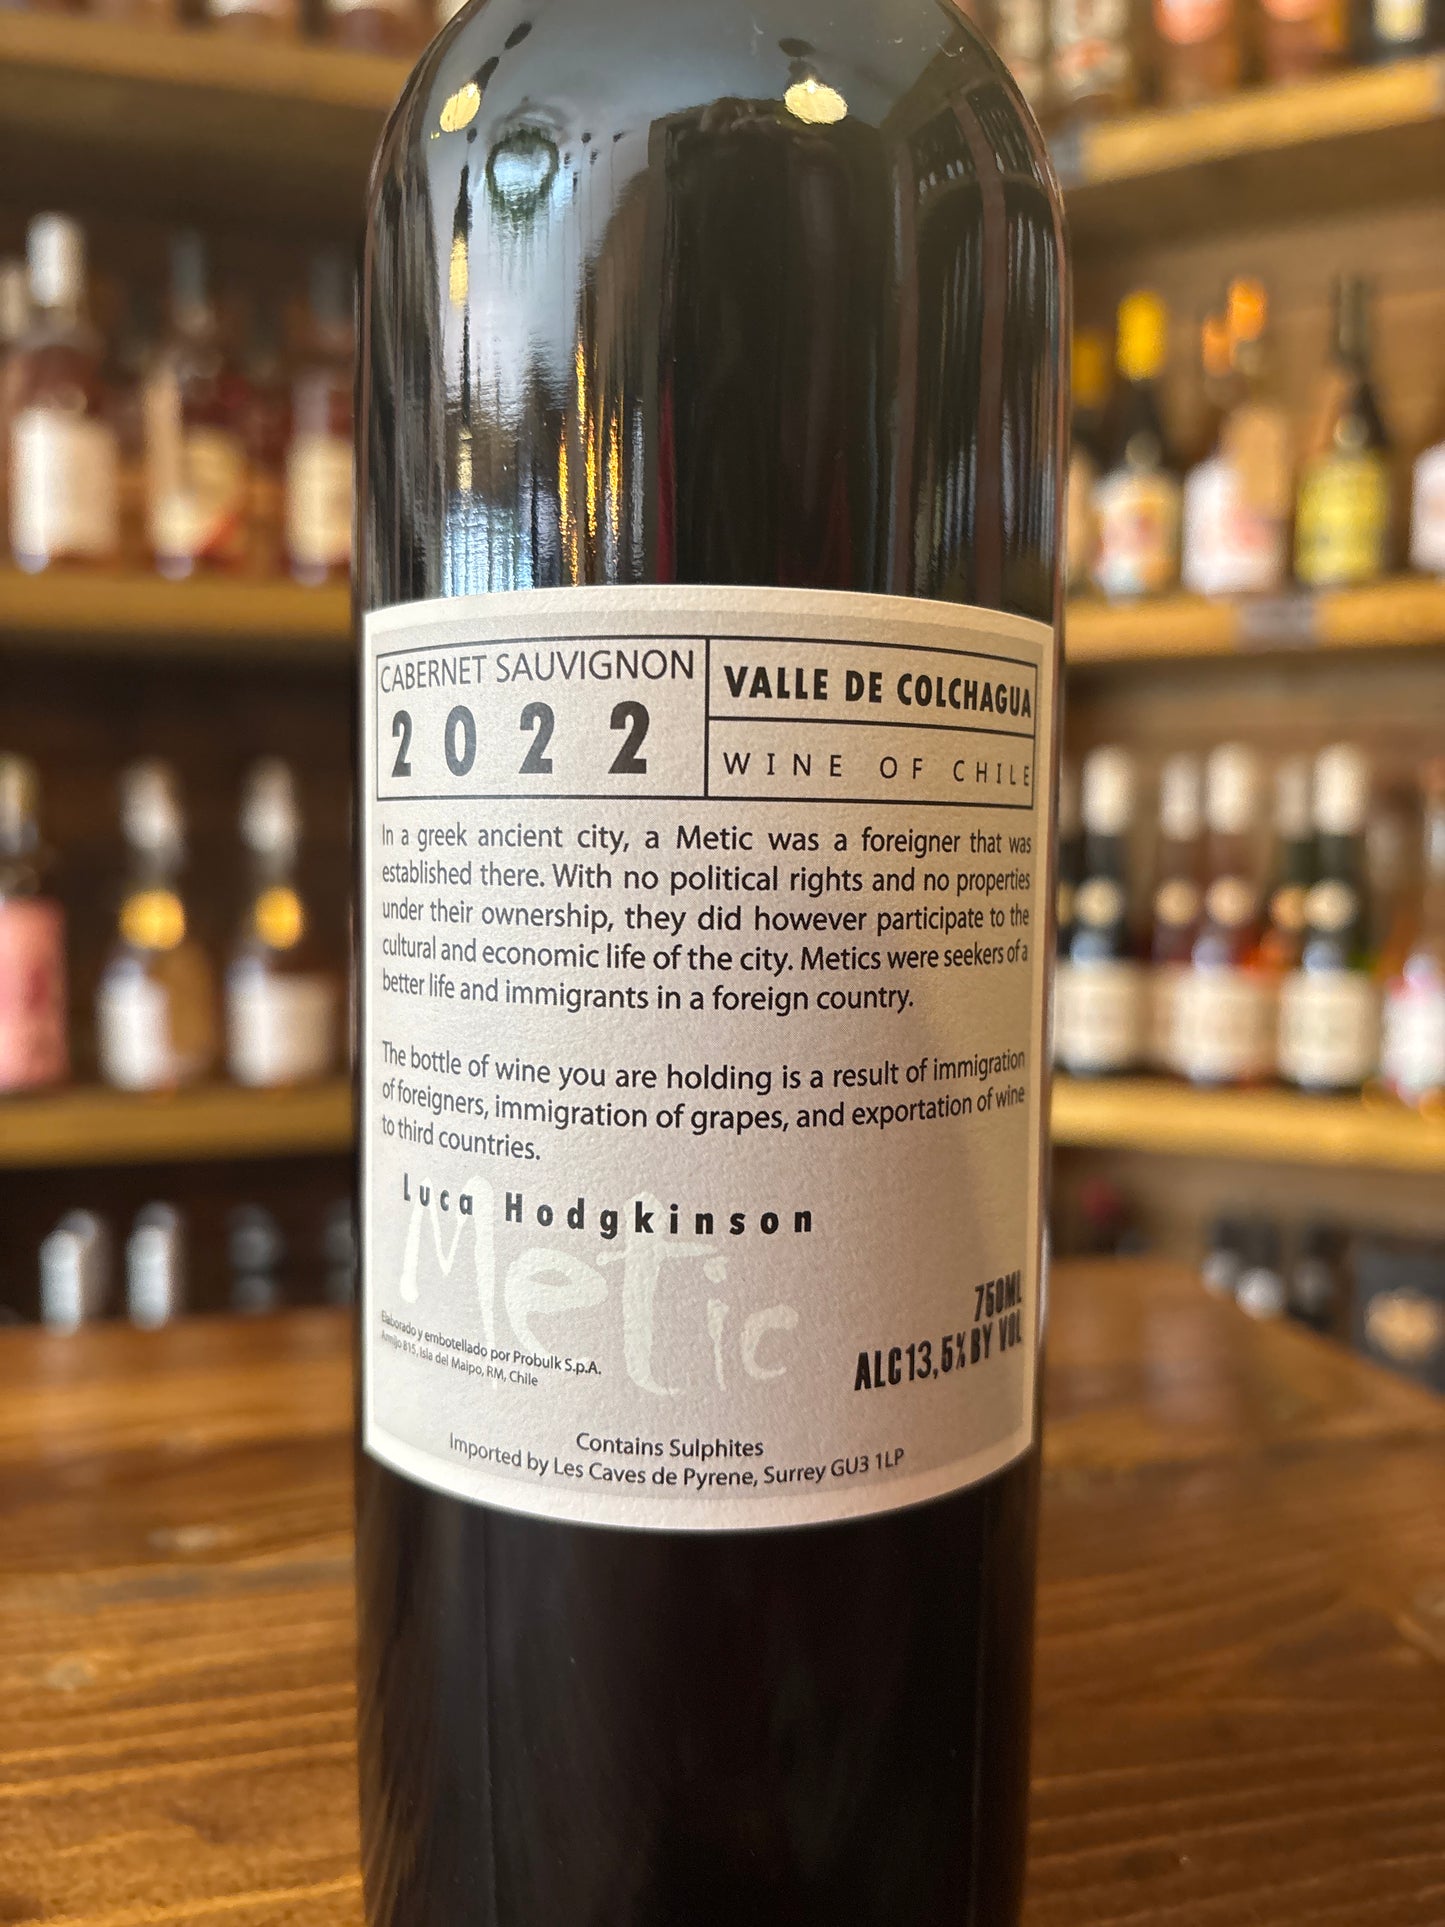 CABERNET SAUVIGNON
2022
VALLE DE COLCHAGUA
WINE OF CHILE
In a greek ancient city, a Metic was a foreigner that was
established there. With no political rights and no properties
under their ownership, they did however participate to the
cultural and economic life of the city. Metics were seekers of a
better life and immigrants in a foreign country.
The bottle of wine you are holding is a result of immigration
of foreigners, immigration of grapes, and exportation of wine
to third countries.
Luca Hodgkinson
Metic
750ML
ALC 13,5% BY VOL
Elaborado y embotellado por Probulk S.p.A.
Armijo 815, Isla del Maipo, RM, Chile
Contains Sulphites
Imported by Les Caves de Pyrene, Surrey GU3 1LP